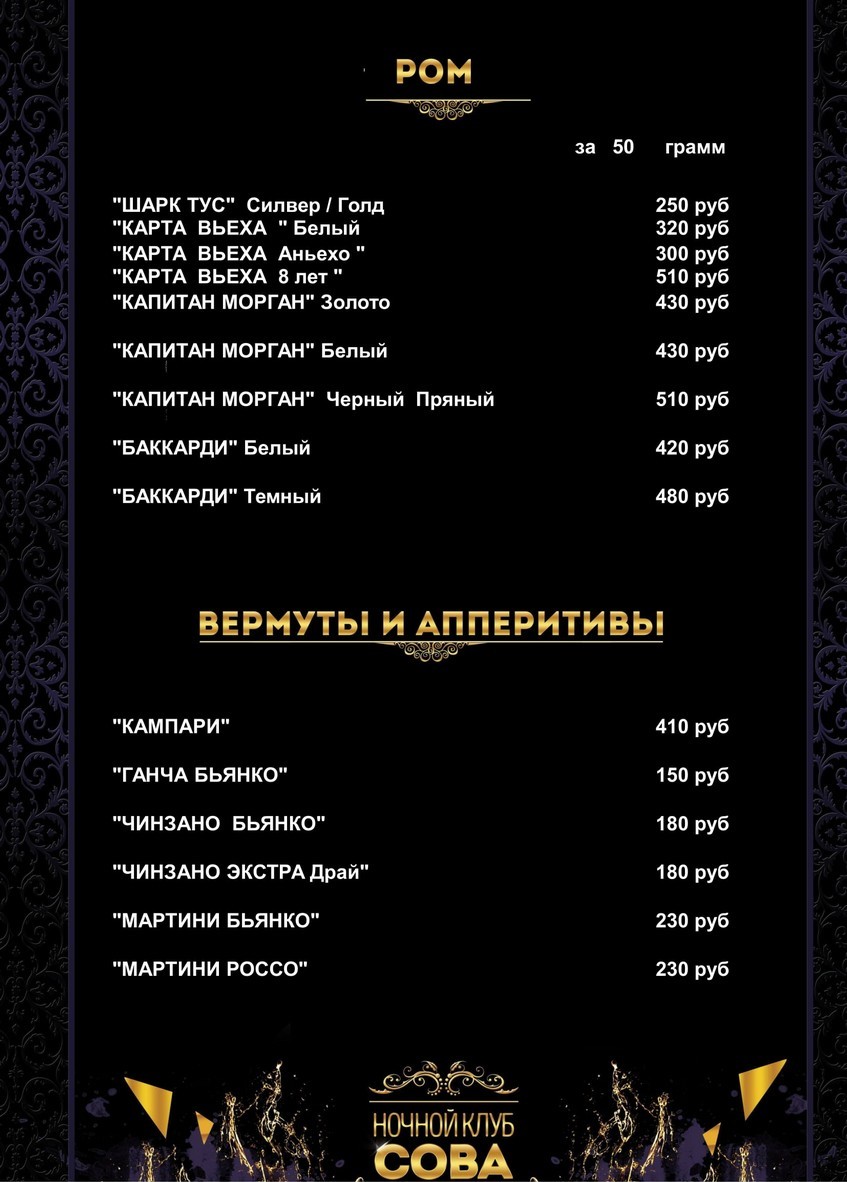 РОМ
за 50 грамм
"ШАРК ТУС" Силвер / Голд 250 руб
"КАРТА ВЬЕХА " Белый 320 руб
"КАРТА ВЬЕХА Аньехо " 300 руб
"КАРТА ВЬЕХА 8 лет " 510 руб
"КАПИТАН МОРГАН" Золото 430 руб
"КАПИТАН МОРГАН" Белый 430 руб
"КАПИТАН МОРГАН" Черный Пряный 510 руб
"БАККАРДИ" Белый 420 руб
"БАККАРДИ" Темный 480 руб
ВЕРМУТЫ И АППЕРИТИВЫ
"КАМПАРИ" 410 руб
"ГАНЧА БЬЯНКО" 150 руб
"ЧИНЗАНО БЬЯНКО" 180 руб
"ЧИНЗАНО ЭКСТРА Драй" 180 руб
"МАРТИНИ БЬЯНКО" 230 руб
"МАРТИНИ РОССО" 230 руб
НОЧНОЙ КЛУБ
СОВА